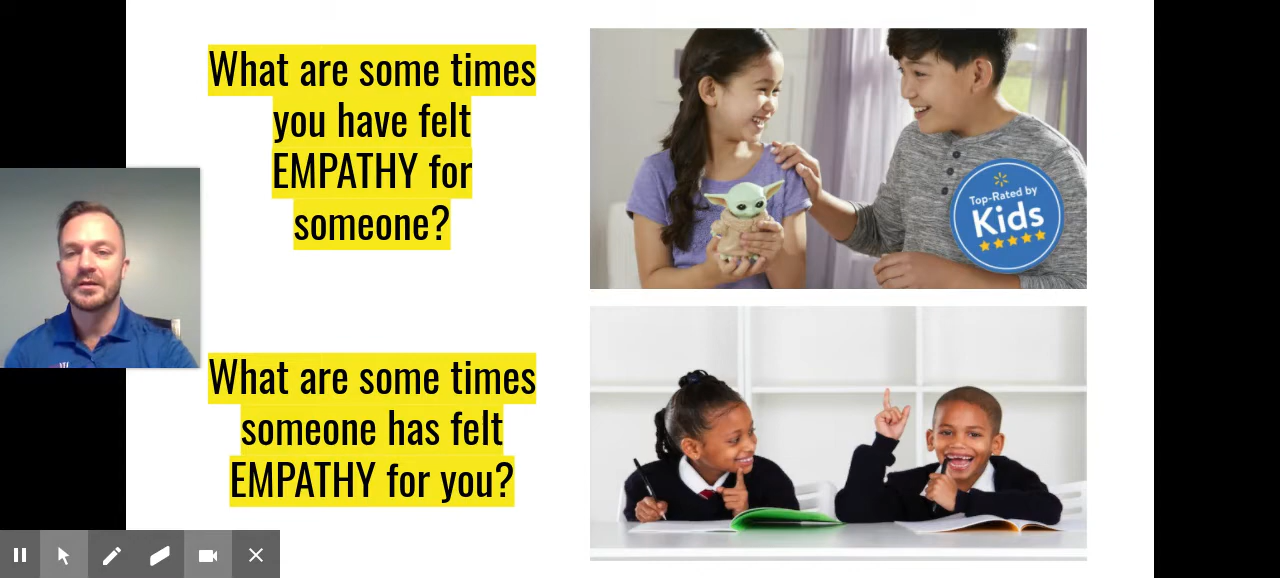 What are some times
you have felt
EMPATHY for
someone?
Top-Rated by
Kids
What are some times
someone has felt
EMPATHY for you?